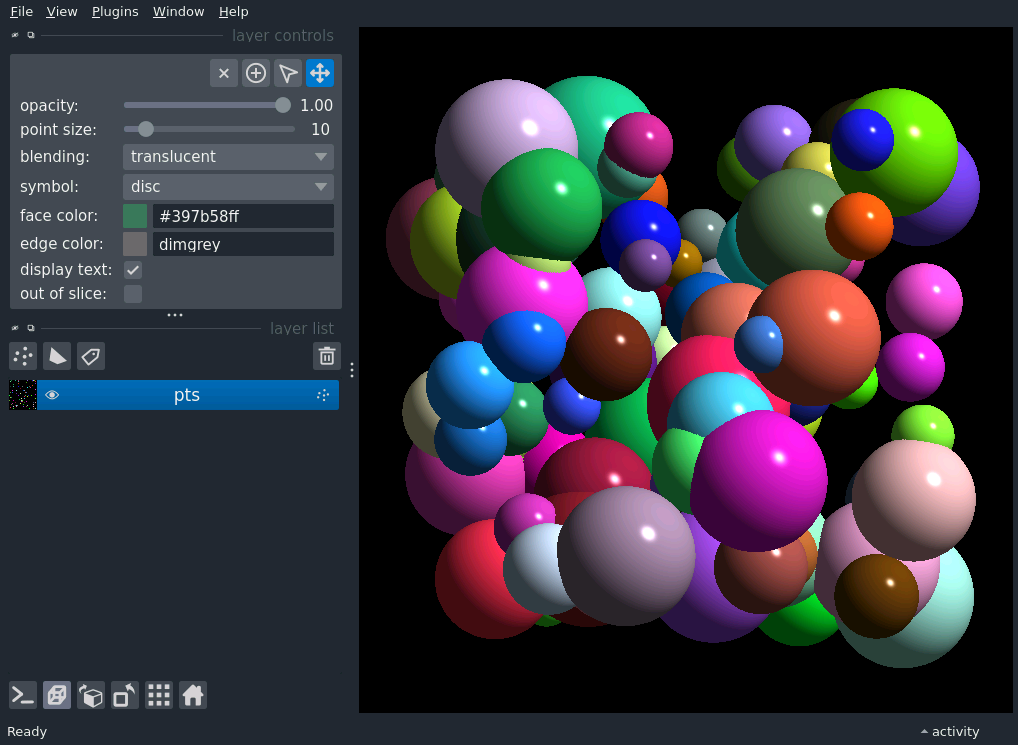 File View Plugins Window Help
layer controls
opacity: 1.00
point size: 10
blending: translucent
symbol: disc
face color: #397b58ff
edge color: dimgrey
display text:
out of slice:
layer list
pts
Ready activity